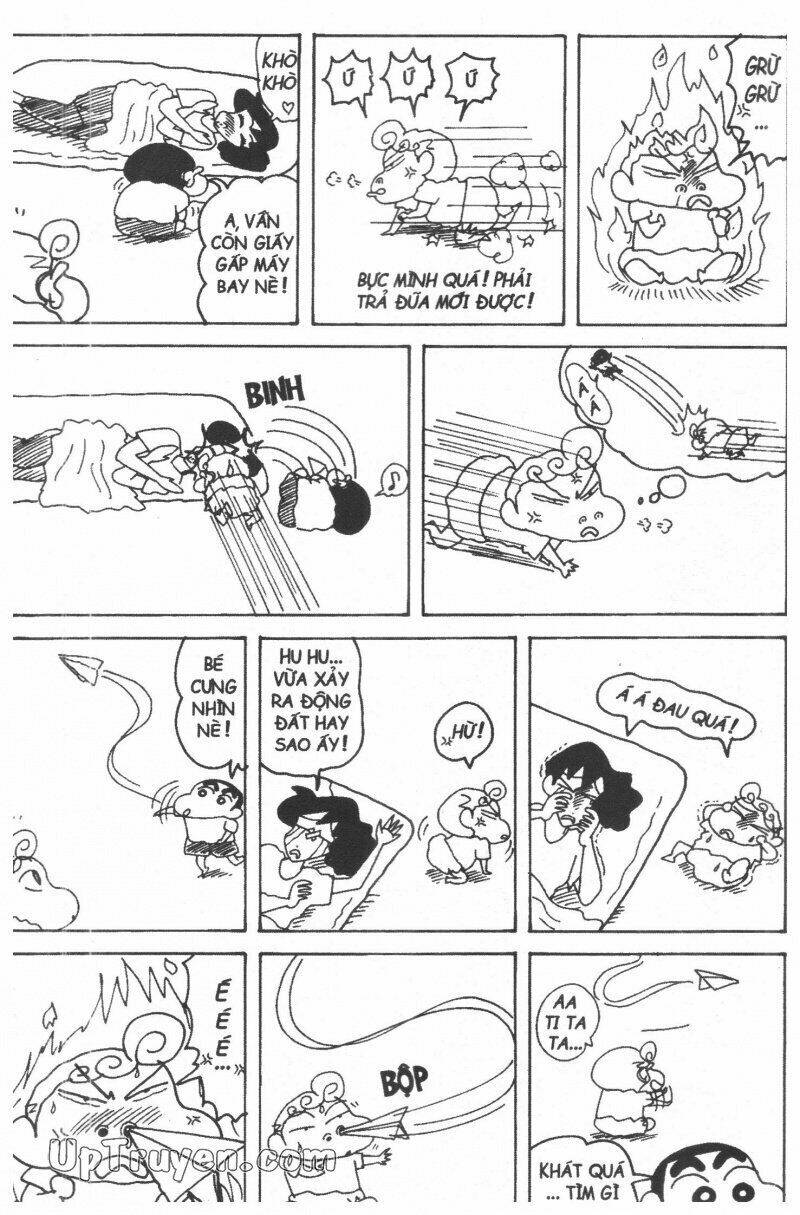 GRỪ
GRỪ
...
Ứ
Ứ
Ứ
BỰC MÌNH QUÁ! PHẢI
TRẢ ĐŨA MỚI ĐƯỢC!
KHÒ
KHÒ
A, VẪN
CÒN GIẤY
GẤP MÁY
BAY NÈ!
Á
Á
BINH
Á Á ĐAU QUÁ!
HỪ!
HU HU...
VỪA XẢY
RA ĐỘNG
ĐẤT HAY
SAO ẤY!
BÉ
CƯNG
NHÌN
NÈ!
AA
TI TA
TA...
KHÁT QUÁ
... TÌM GÌ
BỘP
É
É
É
...
UpTruyen.com